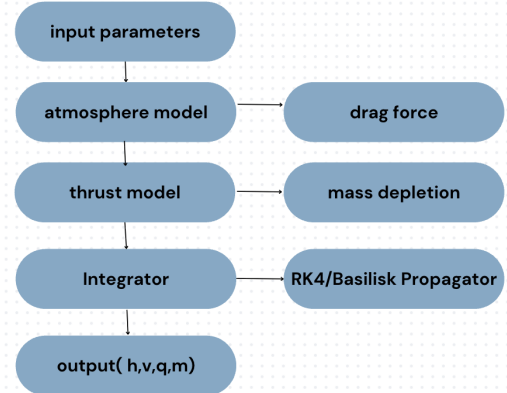 input parameters
atmosphere model
drag force
thrust model
mass depletion
Integrator
RK4/Basilisk Propagator
output( h,v,q,m)